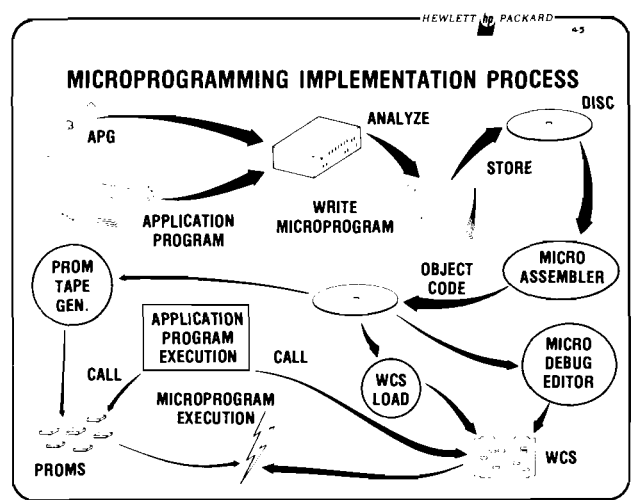 HEWLETT hp PACKARD
45
MICROPROGRAMMING IMPLEMENTATION PROCESS
DISC
ANALYZE
APG
STORE
APPLICATION
PROGRAM
WRITE
MICROPROGRAM
PROM
TAPE
GEN.
OBJECT
CODE
MICRO
ASSEMBLER
APPLICATION
PROGRAM
EXECUTION
CALL
CALL
MICRO
DEBUG
EDITOR
WCS
LOAD
MICROPROGRAM
EXECUTION
PROMS
WCS